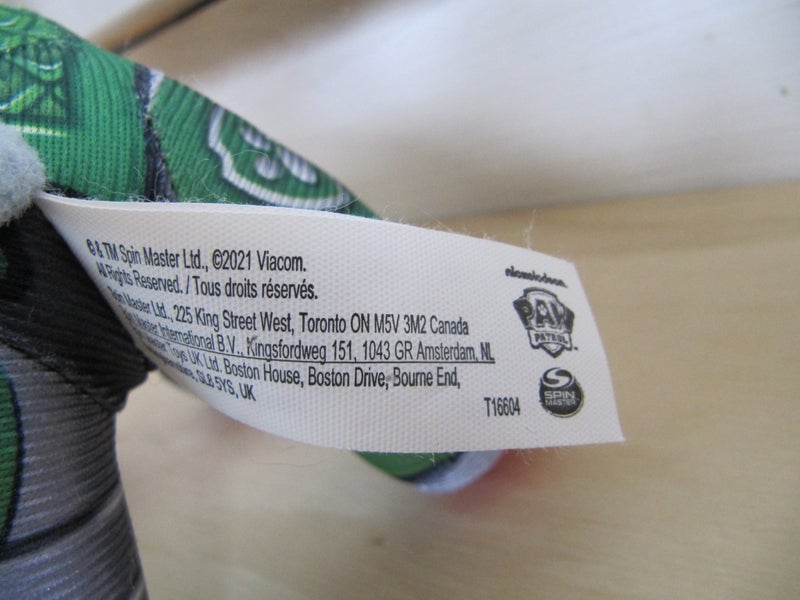 © & TM Spin Master Ltd., ©2021 Viacom.
All Rights Reserved. / Tous droits réservés.
Spin Master Ltd., 225 King Street West, Toronto ON M5V 3M2 Canada
Master International B.V., Kingsfordweg 151, 1043 GR Amsterdam, NL
Master Toys UK Ltd. Boston House, Boston Drive, Bourne End,
SL8 5YS, UK
T16604
nickelodeon
PAW
PATROL
SPIN
MASTER